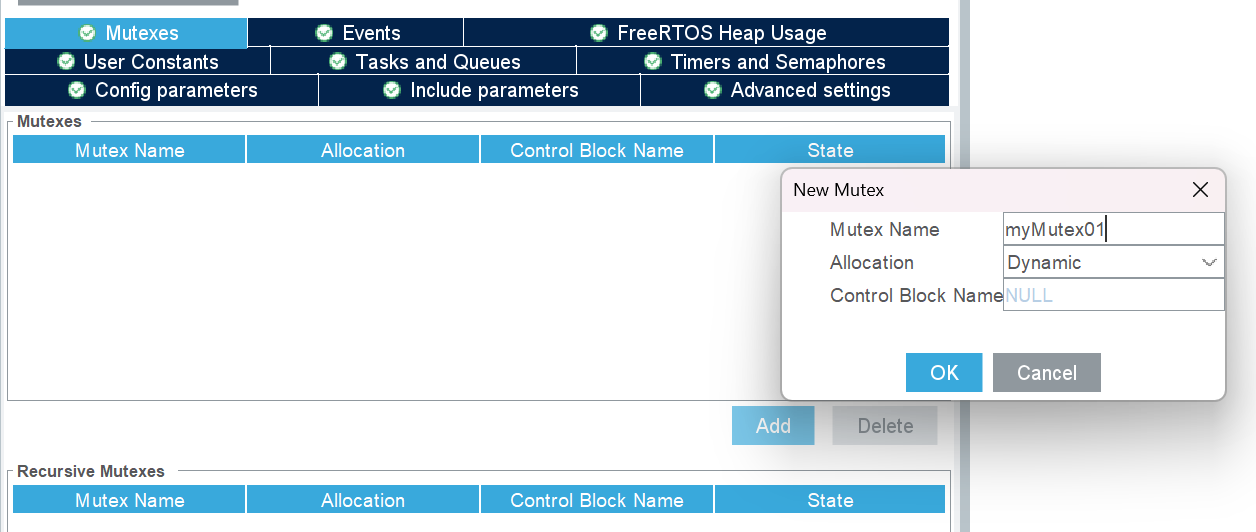 Mutexes Events FreeRTOS Heap Usage
User Constants Tasks and Queues Timers and Semaphores
Config parameters Include parameters Advanced settings
Mutexes
Mutex Name Allocation Control Block Name State
New Mutex
Mutex Name myMutex01
Allocation Dynamic
Control Block Name NULL
OK Cancel
Add Delete
Recursive Mutexes
Mutex Name Allocation Control Block Name State